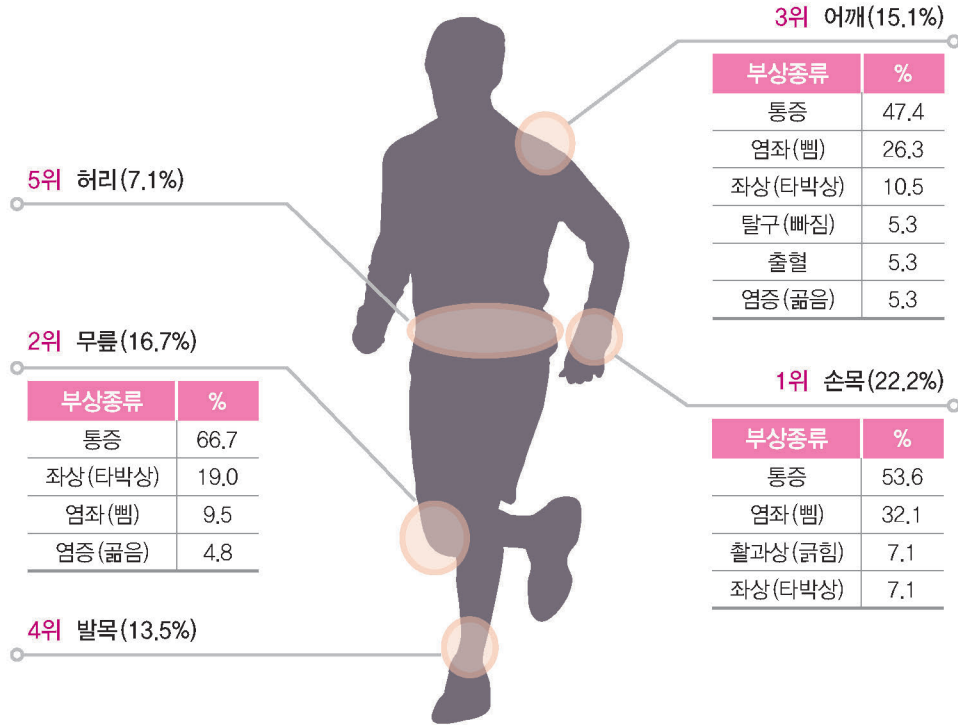 3위 어깨(15.1%)
부상종류 %
통증 47.4
염좌(삠) 26.3
좌상(타박상) 10.5
탈구(빠짐) 5.3
출혈 5.3
염증(곪음) 5.3
5위 허리(7.1%)
2위 무릎(16.7%)
부상종류 %
통증 66.7
좌상(타박상) 19.0
염좌(삠) 9.5
염증(곪음) 4.8
1위 손목(22.2%)
부상종류 %
통증 53.6
염좌(삠) 32.1
촬과상(긁힘) 7.1
좌상(타박상) 7.1
4위 발목(13.5%)